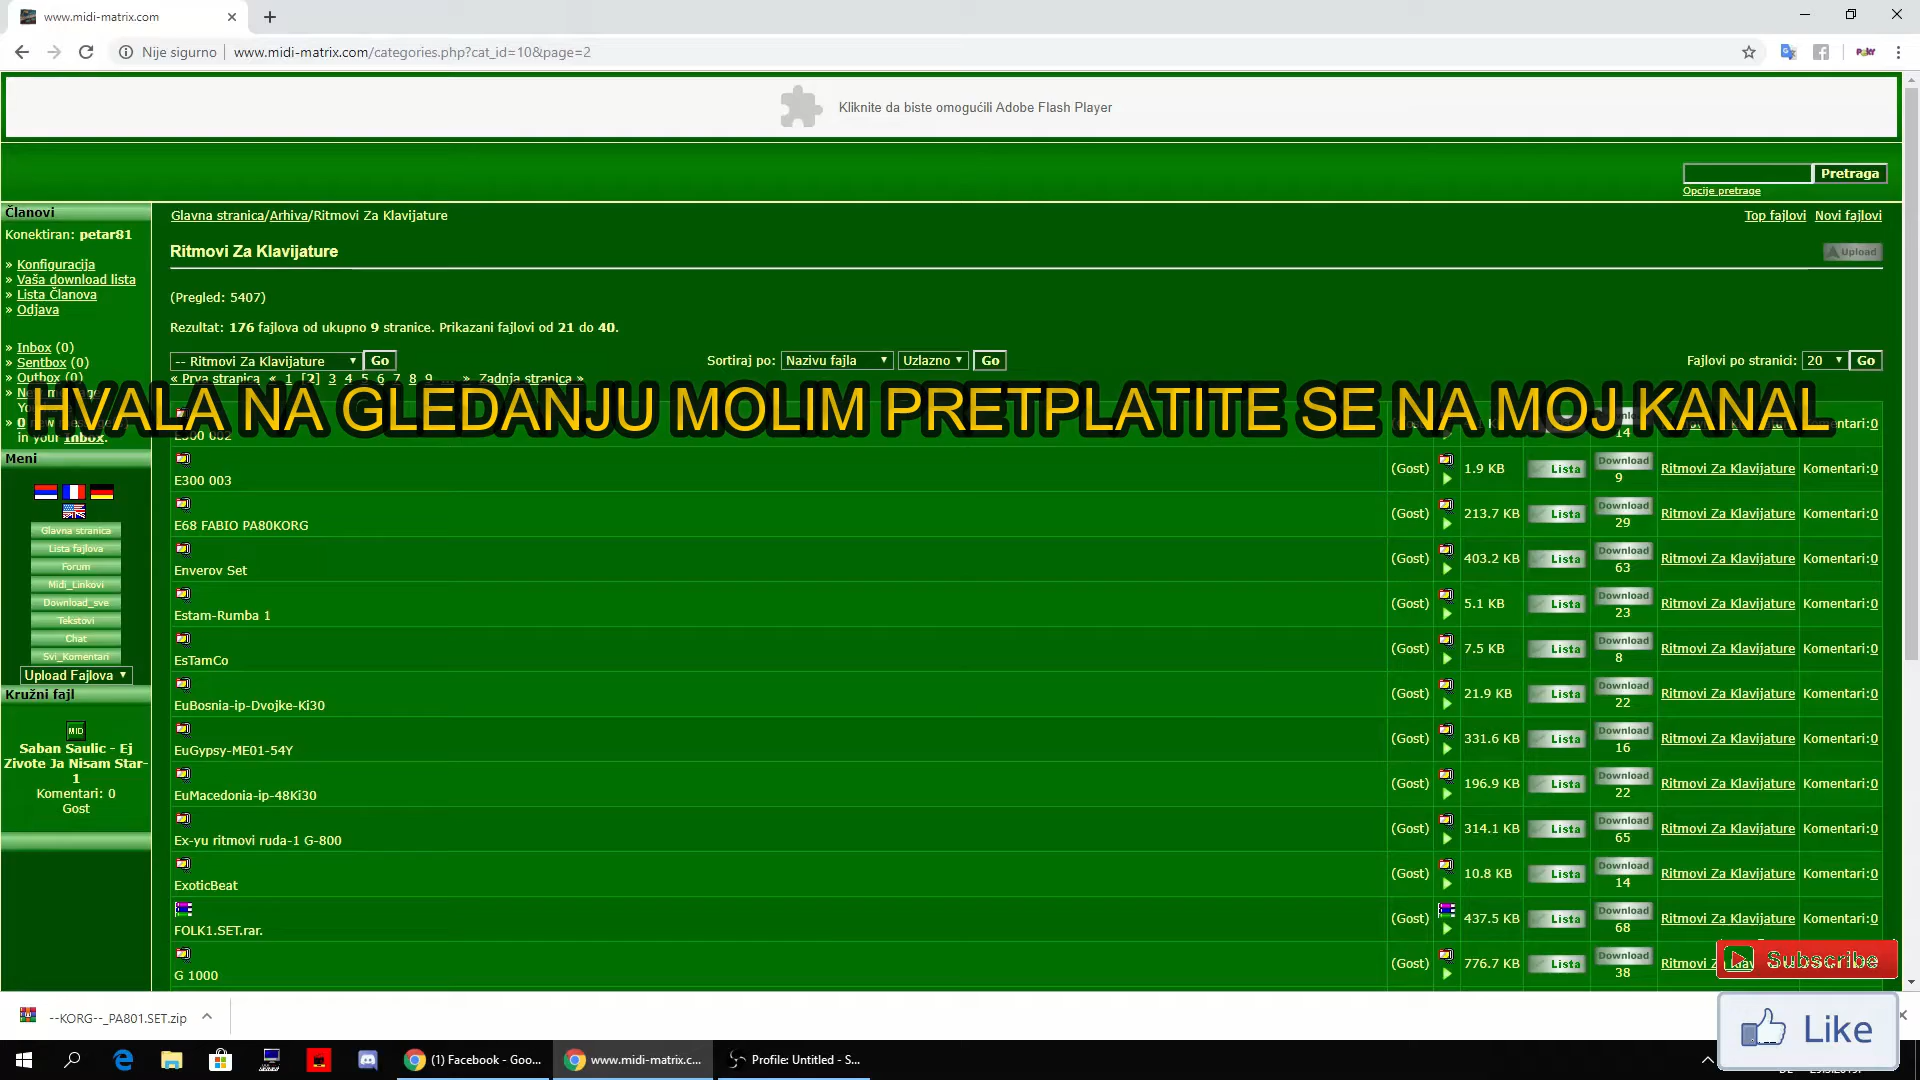 www.midi-matrix.com
Nije sigurno
www.midi-matrix.com/categories.php?cat_id=10&page=2
Kliknite da biste omogućili Adobe Flash Player
Pretraga
Opcije pretrage
Članovi
Konektiran: petar81
» Konfiguracija
» Vaša download lista
» Lista Članova
» Odjava
» Inbox (0)
» Sentbox (0)
» Outbox (0)
in your Inbox.
Meni
Glavna stranica
Lista fajlova
Forum
Midi_Linkovi
Download_sve
Tekstovi
Chat
Svi_Komentari
Upload Fajlova
Kružni fajl
MID
Saban Saulic - Ej
Zivote Ja Nisam Star-
1
Komentari: 0
Gost
Glavna stranica/Arhiva/Ritmovi Za Klavijature
Top fajlovi Novi fajlovi
Ritmovi Za Klavijature
Upload
(Pregled: 5407)
Rezultat: 176 fajlova od ukupno 9 stranice. Prikazani fajlovi od 21 do 40.
-- Ritmovi Za Klavijature Go
Sortiraj po: Nazivu fajla Uzlazno Go
Fajlovi po stranici: 20 Go
« Prva stranica « 1 [2] 3 4 5 6 7 8 9 ... » Zadnja stranica »
HVALA NA GLEDANJU MOLIM PRETPLATITE SE NA MOJ KANAL
E300 002 14 Komentari:0
E300 003 (Gost) 1.9 KB Lista Download 9 Ritmovi Za Klavijature Komentari:0
E68 FABIO PA80KORG (Gost) 213.7 KB Lista Download 29 Ritmovi Za Klavijature Komentari:0
Enverov Set (Gost) 403.2 KB Lista Download 63 Ritmovi Za Klavijature Komentari:0
Estam-Rumba 1 (Gost) 5.1 KB Lista Download 23 Ritmovi Za Klavijature Komentari:0
EsTamCo (Gost) 7.5 KB Lista Download 8 Ritmovi Za Klavijature Komentari:0
EuBosnia-ip-Dvojke-Ki30 (Gost) 21.9 KB Lista Download 22 Ritmovi Za Klavijature Komentari:0
EuGypsy-ME01-54Y (Gost) 331.6 KB Lista Download 16 Ritmovi Za Klavijature Komentari:0
EuMacedonia-ip-48Ki30 (Gost) 196.9 KB Lista Download 22 Ritmovi Za Klavijature Komentari:0
Ex-yu ritmovi ruda-1 G-800 (Gost) 314.1 KB Lista Download 65 Ritmovi Za Klavijature Komentari:0
ExoticBeat (Gost) 10.8 KB Lista Download 14 Ritmovi Za Klavijature Komentari:0
FOLK1.SET.rar. (Gost) 437.5 KB Lista Download 68 Ritmovi Za Klavijature Komentari:0
G 1000 (Gost) 776.7 KB Lista Download 38 Ritmovi
Subscribe
Like
--KORG--_PA801.SET.zip
(1) Facebook - Goo...
www.midi-matrix.c...
Profile: Untitled - S...